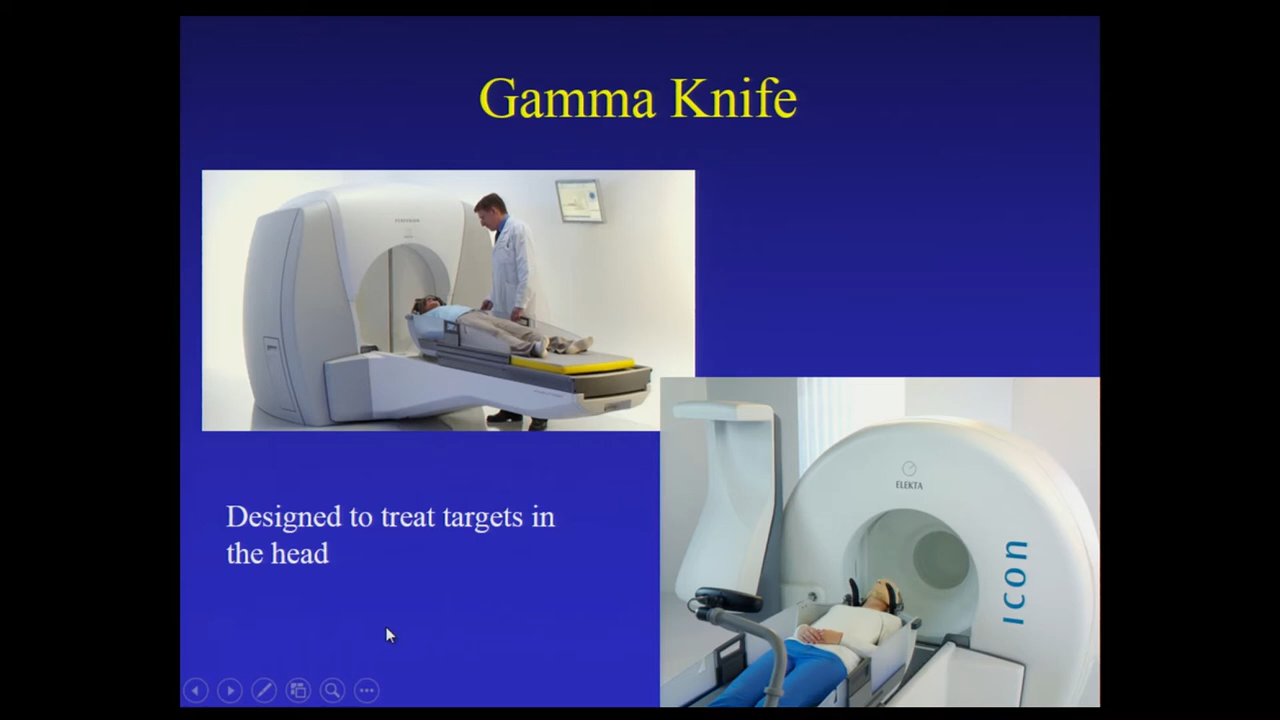 Gamma Knife
Designed to treat targets in
the head
ELEKTA
icon